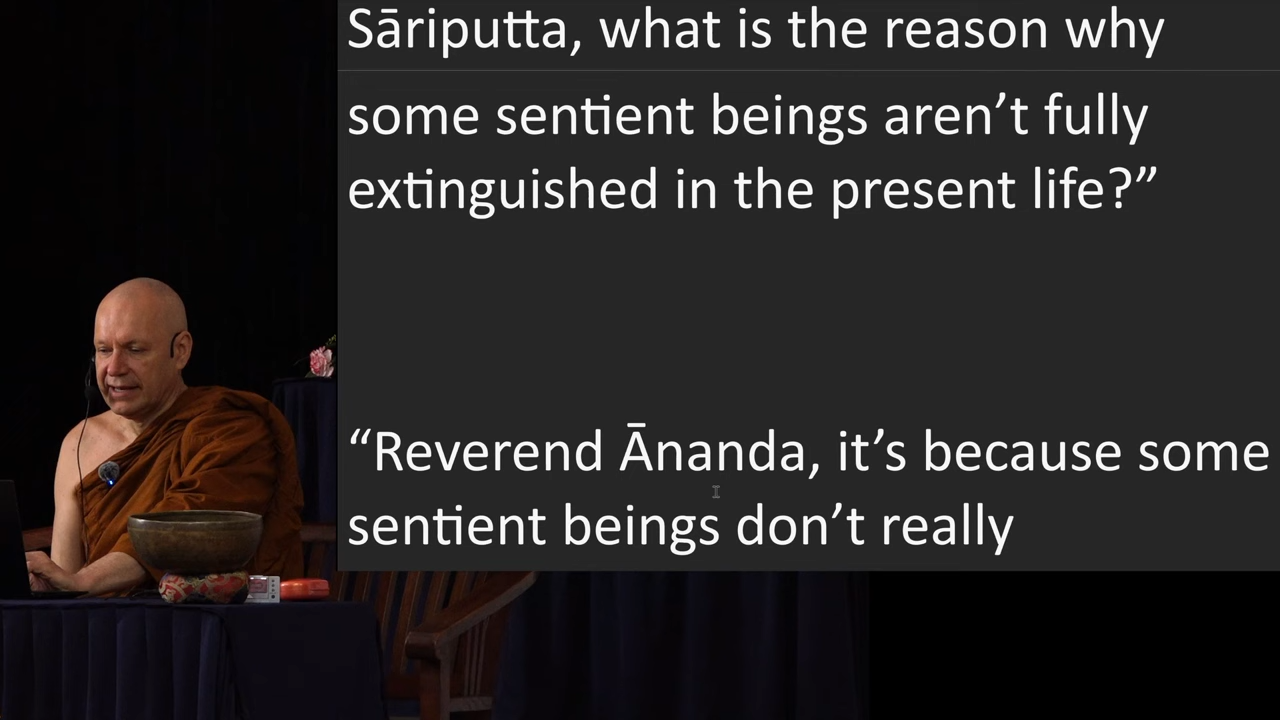 Sāriputta, what is the reason why
some sentient beings aren’t fully
extinguished in the present life?”
“Reverend Ānanda, it’s because some
sentient beings don’t really